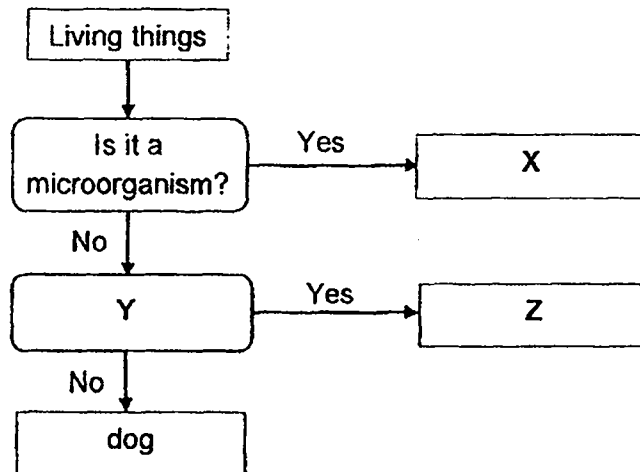 Living things
Is it a
microorganism?
Yes
X
No
Y
Yes
Z
No
dog